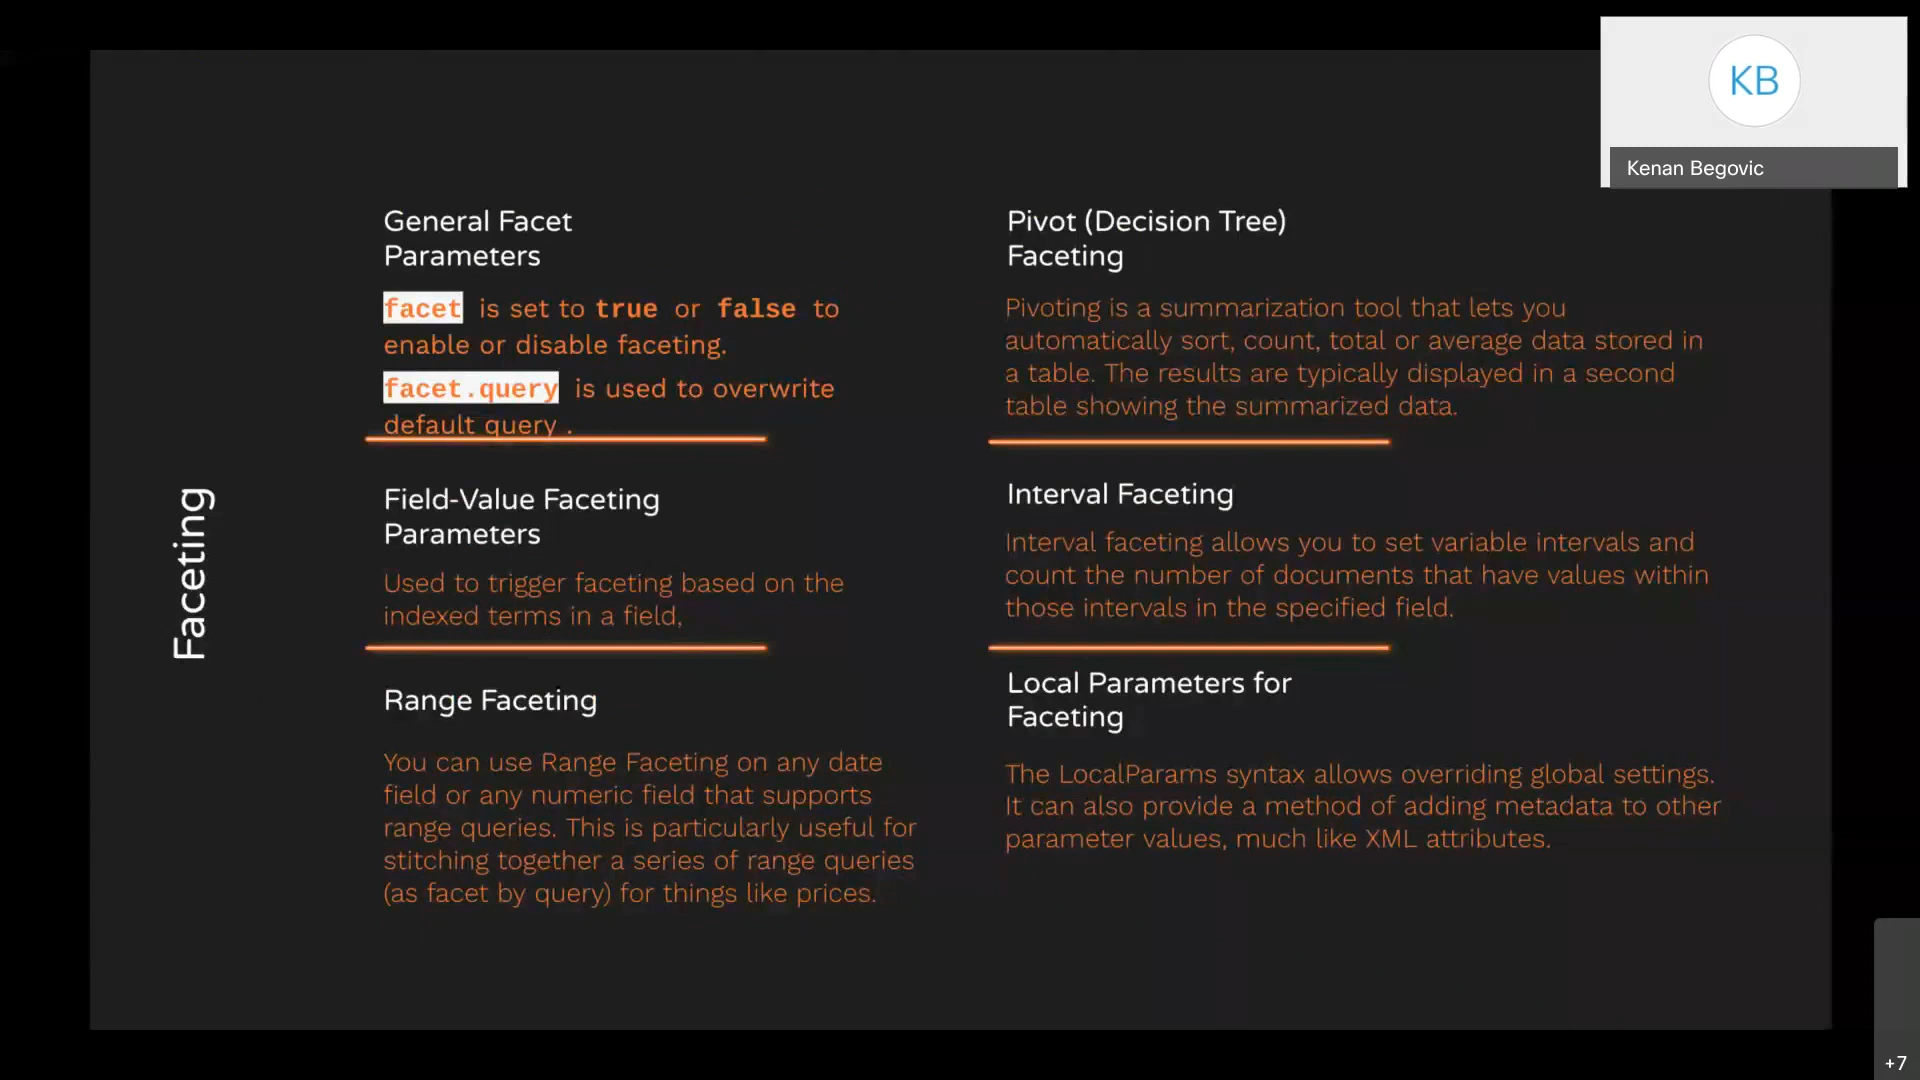 KB
Kenan Begovic
Faceting
General Facet
Parameters
facet is set to true or false to
enable or disable faceting.
facet.query is used to overwrite
default query .
Field-Value Faceting
Parameters
Used to trigger faceting based on the
indexed terms in a field,
Range Faceting
You can use Range Faceting on any date
field or any numeric field that supports
range queries. This is particularly useful for
stitching together a series of range queries
(as facet by query) for things like prices.
Pivot (Decision Tree)
Faceting
Pivoting is a summarization tool that lets you
automatically sort, count, total or average data stored in
a table. The results are typically displayed in a second
table showing the summarized data.
Interval Faceting
Interval faceting allows you to set variable intervals and
count the number of documents that have values within
those intervals in the specified field.
Local Parameters for
Faceting
The LocalParams syntax allows overriding global settings.
It can also provide a method of adding metadata to other
parameter values, much like XML attributes.
+7